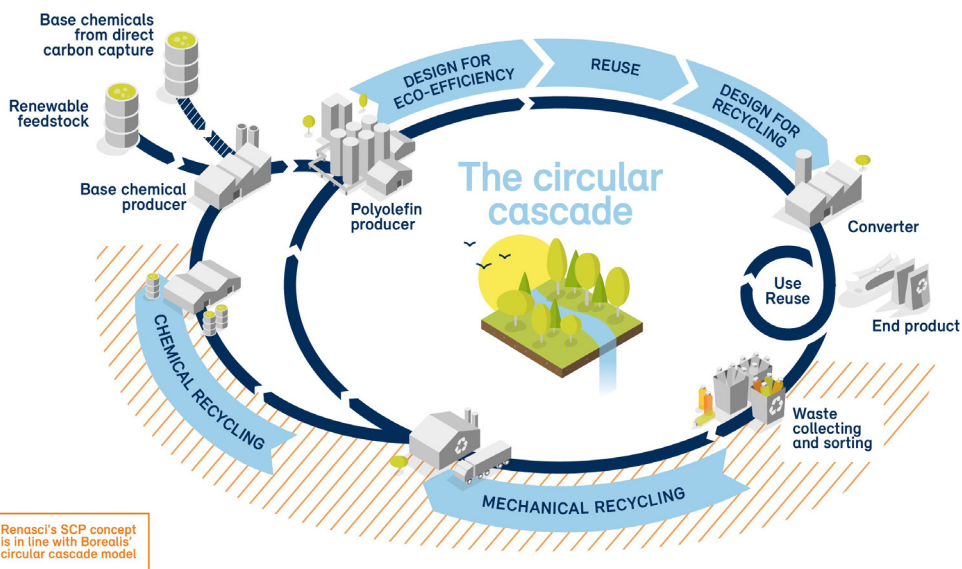 Base chemicals
from direct
carbon capture
Renewable
feedstock
Base chemical
producer
Polyolefin
producer
DESIGN FOR
ECO-EFFICIENCY
REUSE
DESIGN FOR
RECYCLING
The circular
cascade
Converter
Use
Reuse
End product
Waste
collecting
and sorting
MECHANICAL RECYCLING
CHEMICAL RECYCLING
Renasci's SCP concept
is in line with Borealis'
circular cascade model